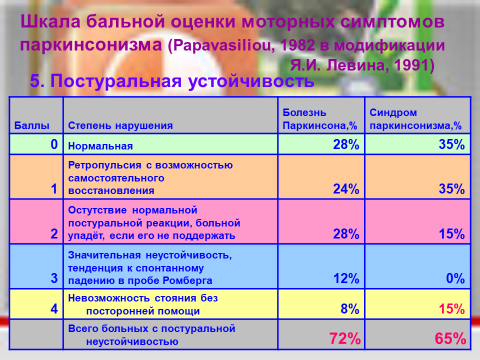 Шкала бальной оценки моторных симптомов
паркинсонизма (Papavasiliou, 1982 в модификации
Я.И. Левина, 1991)
5. Постуральная устойчивость
Баллы Степень нарушения Болезнь Паркинсона,% Синдром паркинсонизма,%
0 Нормальная 28% 35%
Ретропульсия с возможностью
самостоятельного
1 восстановления 24% 35%
Остутствие нормальной
постуральной реакции, больной
2 упадёт, если его не поддержать 28% 15%
Значительная неустойчивость,
тенденция к спонтанному
3 падению в пробе Ромберга 12% 0%
Невозможность стояния без
4 посторонней помощи 8% 15%
Всего больных с постуральной
неустойчивостью 72% 65%